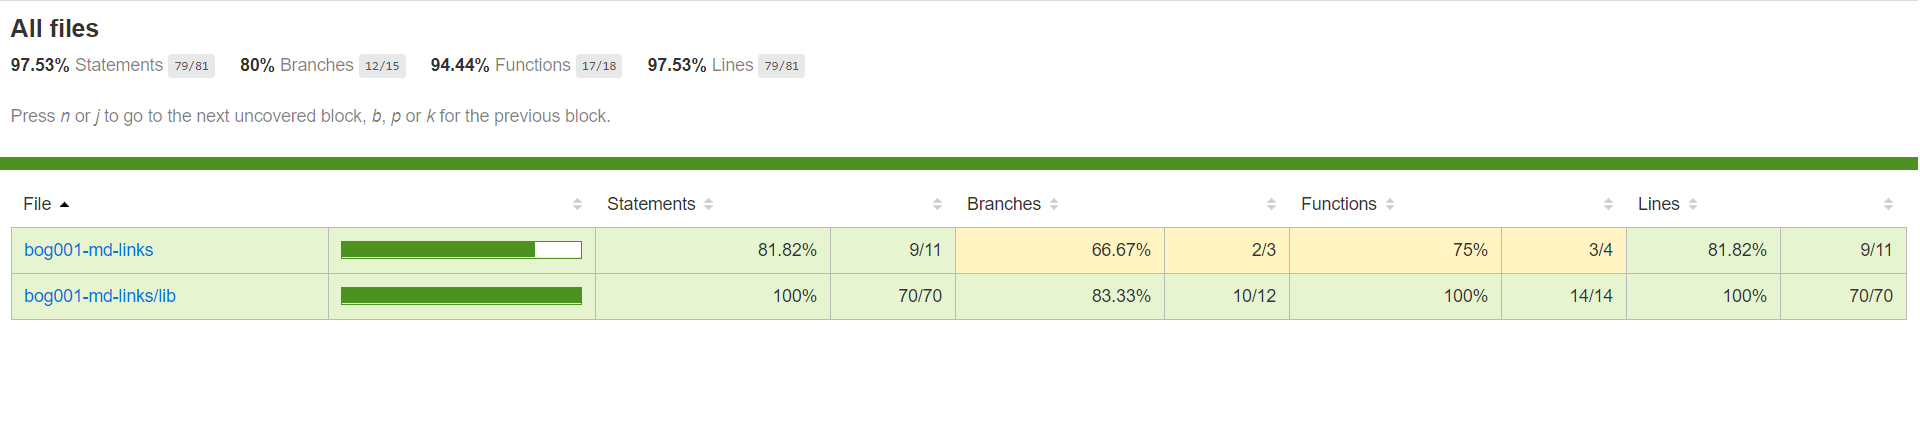 All files
97.53% Statements 79/81 80% Branches 12/15 94.44% Functions 17/18 97.53% Lines 79/81
Press n or j to go to the next uncovered block, b, p or k for the previous block.
File Statements Branches Functions Lines
bog001-md-links 81.82% 9/11 66.67% 2/3 75% 3/4 81.82% 9/11
bog001-md-links/lib 100% 70/70 83.33% 10/12 100% 14/14 100% 70/70